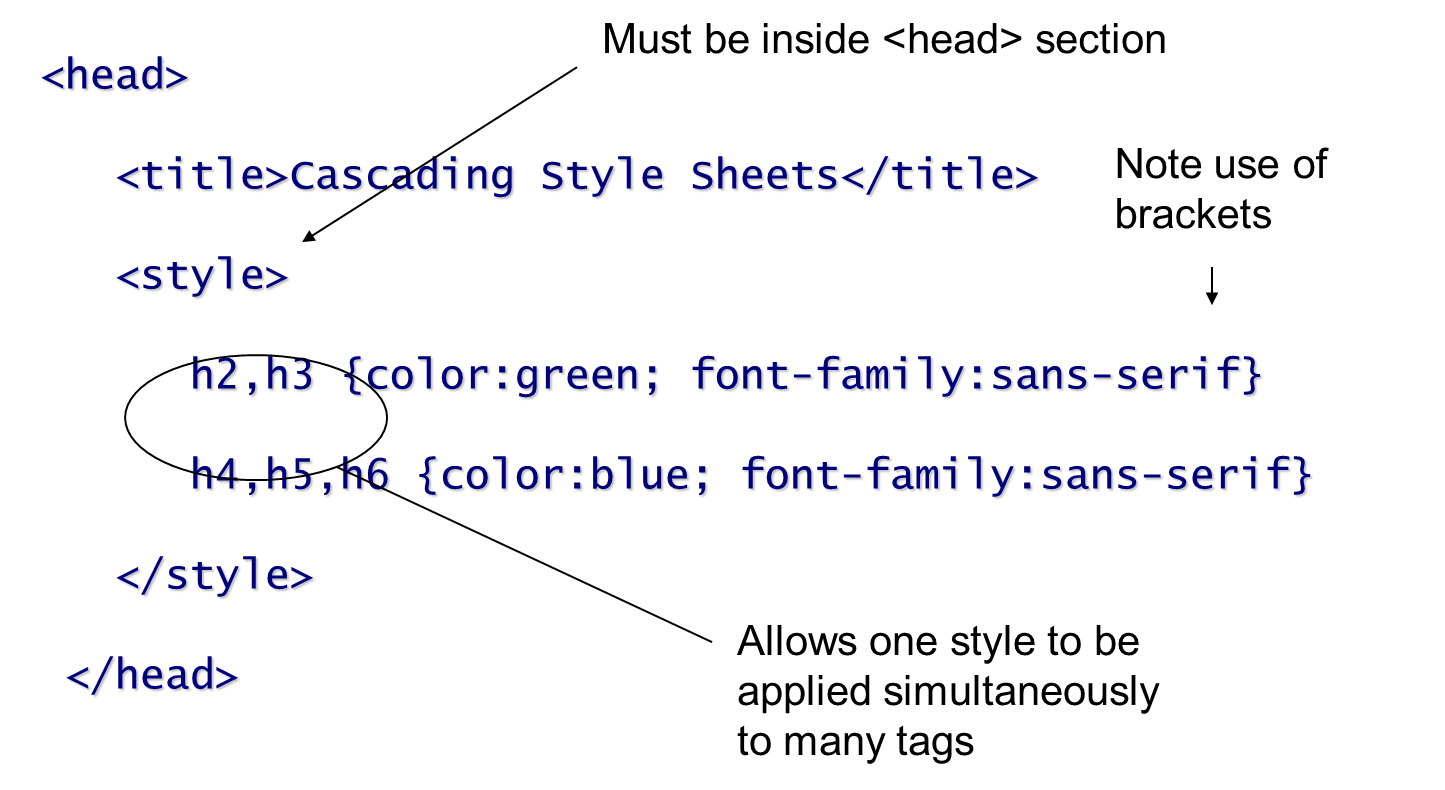 Must be inside <head> section
<head>
<title>Cascading Style Sheets</title>
Note use of
brackets
<style>
h2,h3 {color:green; font-family:sans-serif}
h4,h5,h6 {color:blue; font-family:sans-serif}
</style>
</head>
Allows one style to be
applied simultaneously
to many tags